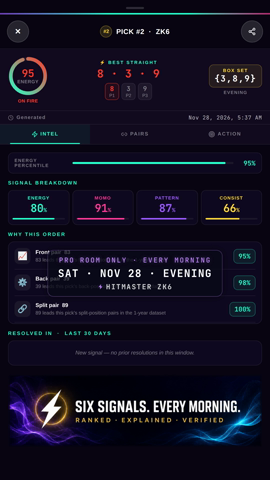 #2 PICK #2 · ZK6
95
ENERGY
ON FIRE
⚡ BEST STRAIGHT
8 · 3 · 9
8 3 9
P1 P2 P3
BOX SET
{3,8,9}
EVENING
Generated
Nov 28, 2026, 5:37 AM
INTEL
PAIRS
ACTION
ENERGY PERCENTILE
95%
SIGNAL BREAKDOWN
ENERGY
80%
MOMO
91%
PATTERN
87%
CONSIST
66%
WHY THIS ORDER
Front pair
95%
98%
PRO ROOM ONLY · EVERY MORNING
SAT · NOV 28 · EVENING
HITMASTER ZK6
Split pair 89
89 leads this pick's split-position pairs in the 1-year dataset
100%
RESOLVED IN · LAST 30 DAYS
New signal — no prior resolutions in this window.
SIX SIGNALS. EVERY MORNING.
RANKED · EXPLAINED · VERIFIED